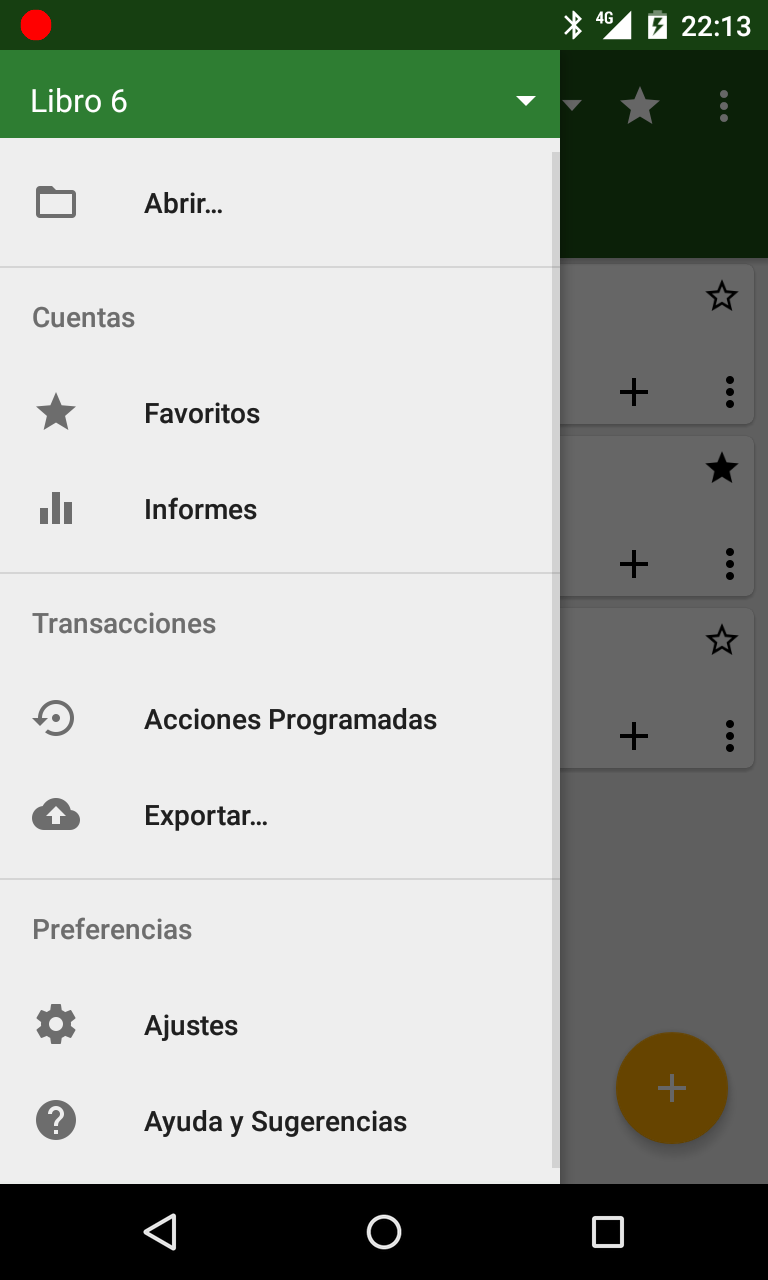 4G 22:13
Libro 6
Abrir…
Cuentas
Favoritos
Informes
Transacciones
Acciones Programadas
Exportar…
Preferencias
Ajustes
Ayuda y Sugerencias